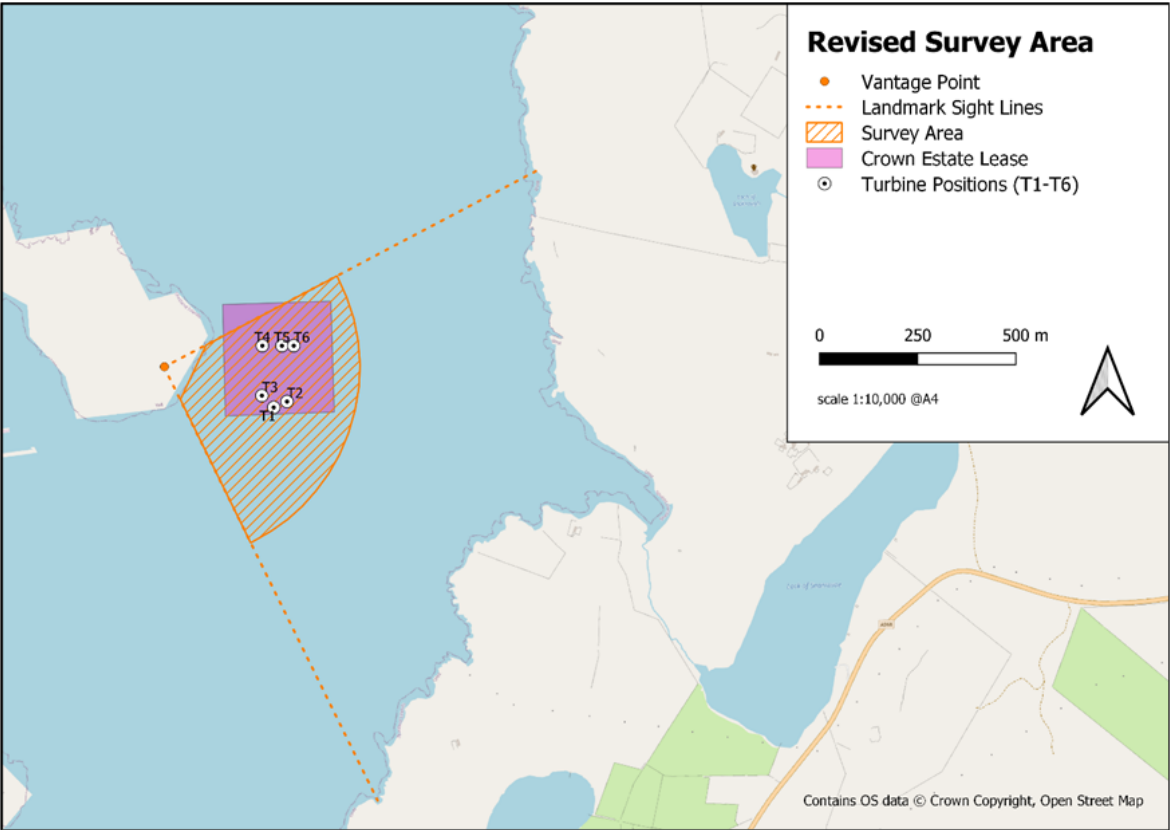 Revised Survey Area
Vantage Point
Landmark Sight Lines
Survey Area
Crown Estate Lease
Turbine Positions (T1-T6)
0 250 500 m
scale 1:10,000 @A4
T4 T5 T6
T3 T2
T1
Contains OS data © Crown Copyright, Open Street Map